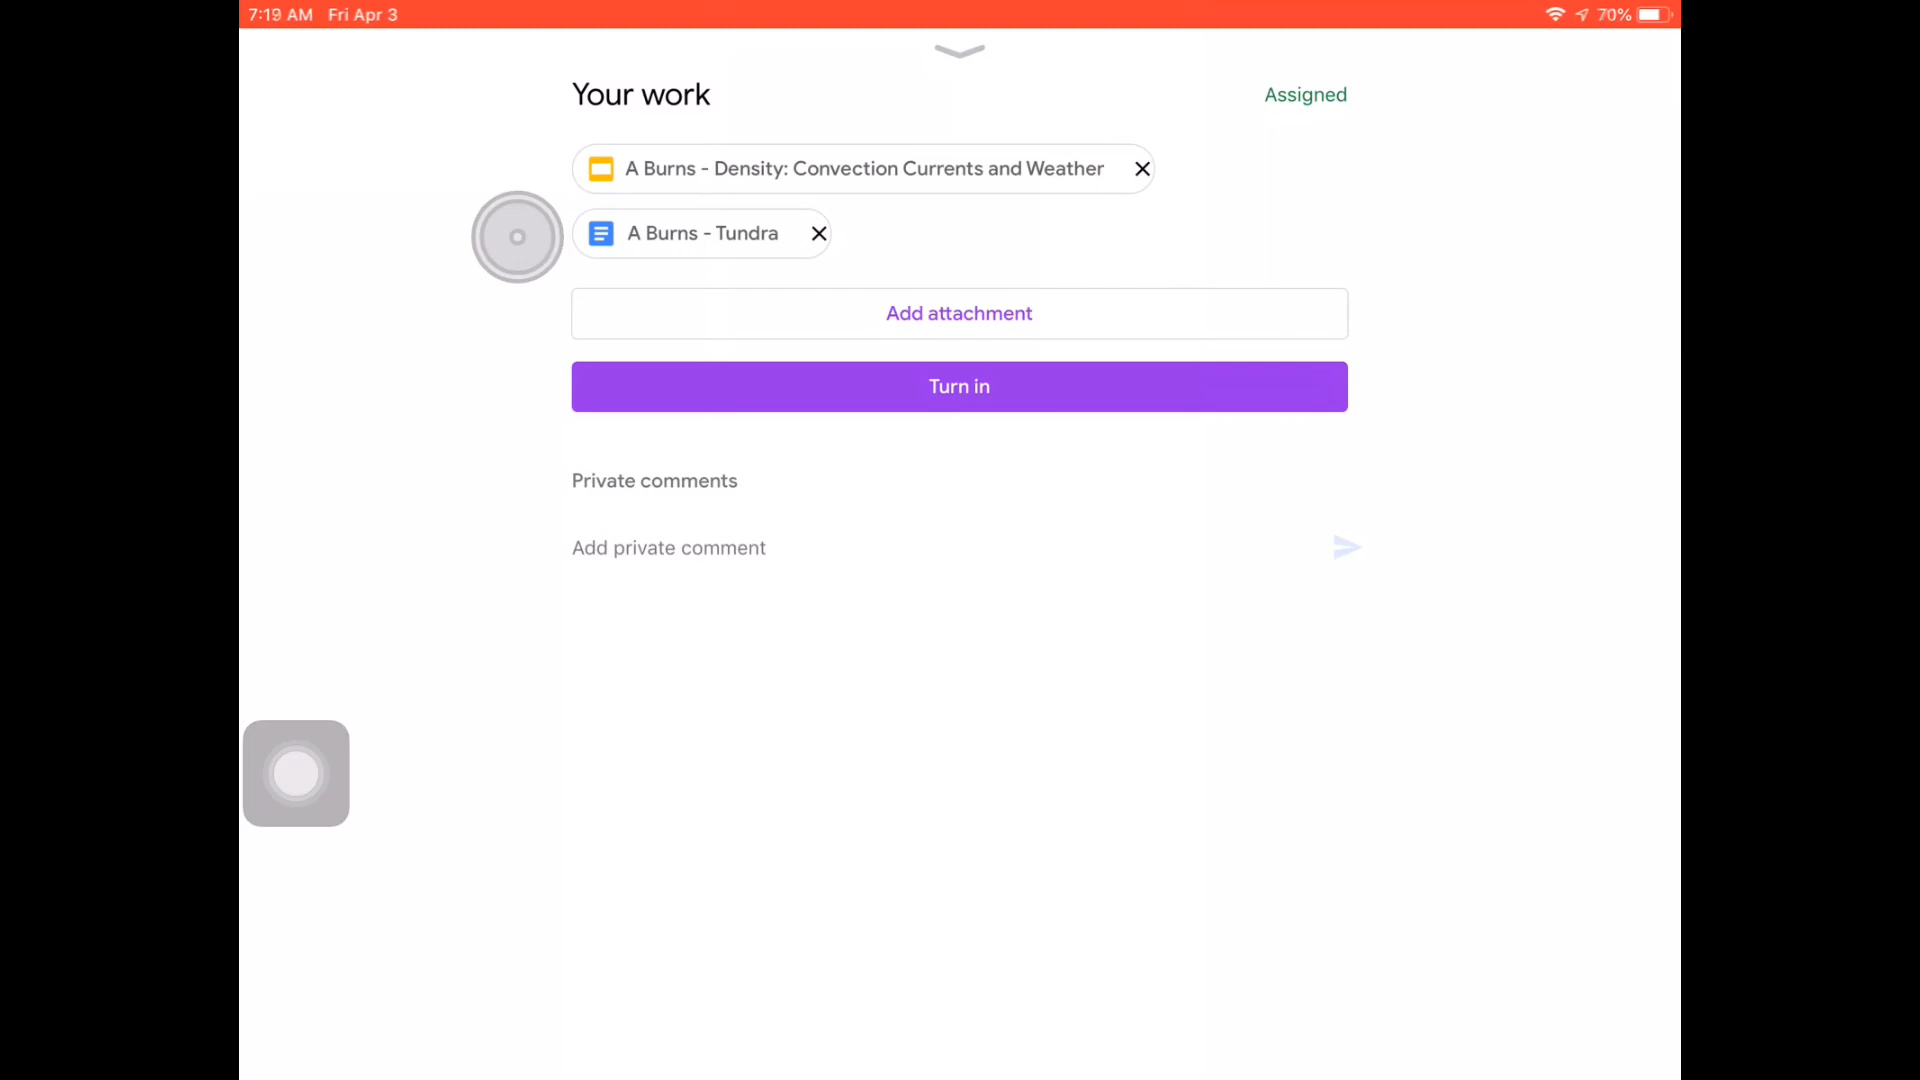 7:19 AM Fri Apr 3
70%
Your work
Assigned
A Burns - Density: Convection Currents and Weather
A Burns - Tundra
Add attachment
Turn in
Private comments
Add private comment